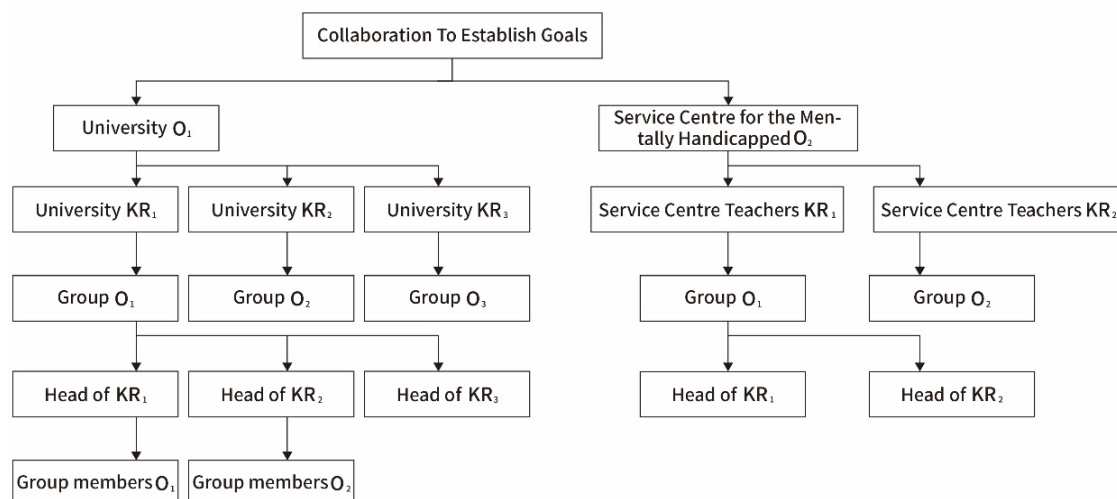 Collaboration To Establish Goals
University O₁
Service Centre for the Men-
tally Handicapped O₂
University KR₁
University KR₂
University KR₃
Service Centre Teachers KR₁
Service Centre Teachers KR₂
Group O₁
Group O₂
Group O₃
Group O₁
Group O₂
Head of KR₁
Head of KR₂
Head of KR₃
Head of KR₁
Head of KR₂
Group members O₁
Group members O₂